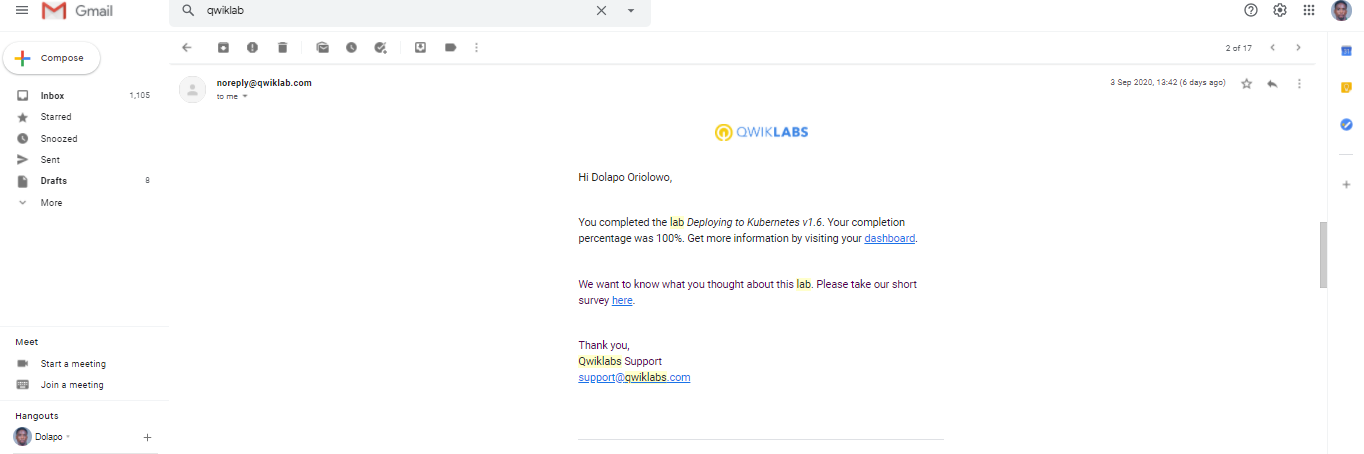 Gmail
qwiklab
Compose
2 of 17
Inbox 1,105
Starred
Snoozed
Sent
Drafts 8
More
noreply@qwiklab.com
to me
3 Sep 2020, 13:42 (6 days ago)
QWIKLABS
Hi Dolapo Oriolowo,
You completed the lab Deploying to Kubernetes v1.6. Your completion
percentage was 100%. Get more information by visiting your dashboard.
We want to know what you thought about this lab. Please take our short
survey here.
Thank you,
Qwiklabs Support
support@qwiklabs.com
Meet
Start a meeting
Join a meeting
Hangouts
Dolapo